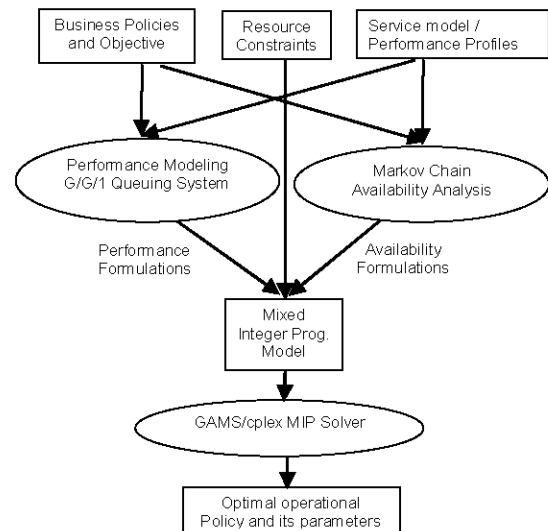 Business Policies
and Objective
Resource
Constraints
Service model /
Performance Profiles
Performance Modeling
G/G/1 Queuing System
Markov Chain
Availability Analysis
Performance
Formulations
Availability
Formulations
Mixed
Integer Prog.
Model
GAMS/cplex MIP Solver
Optimal operational
Policy and its parameters